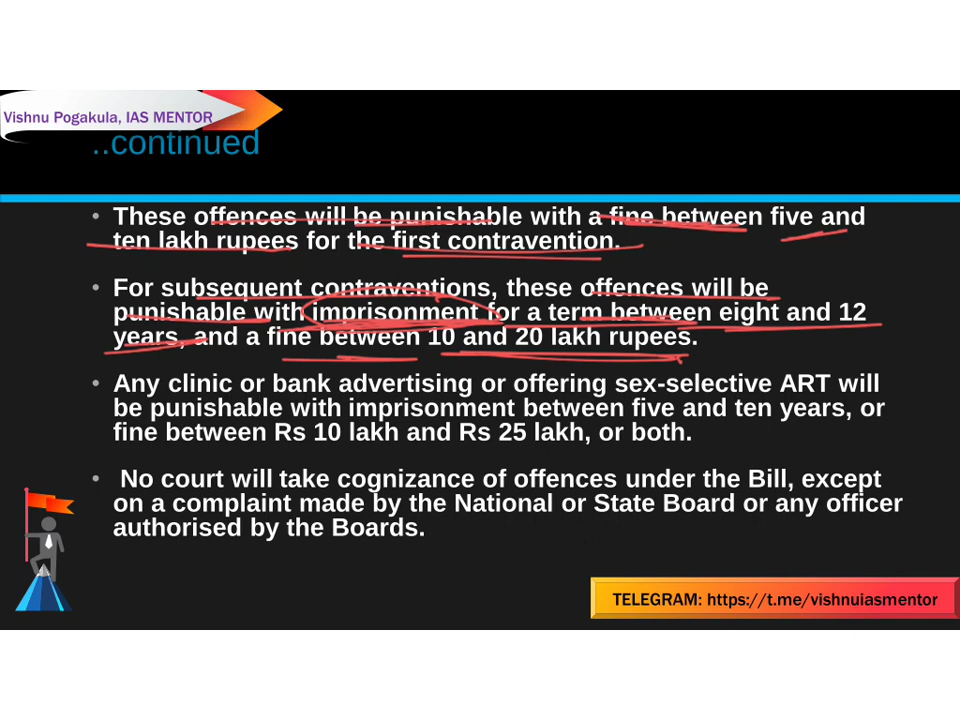 Vishnu Pogakula, IAS MENTOR
..continued
• These offences will be punishable with a fine between five and
ten lakh rupees for the first contravention.
• For subsequent contraventions, these offences will be
punishable with imprisonment for a term between eight and 12
years, and a fine between 10 and 20 lakh rupees.
• Any clinic or bank advertising or offering sex-selective ART will
be punishable with imprisonment between five and ten years, or
fine between Rs 10 lakh and Rs 25 lakh, or both.
• No court will take cognizance of offences under the Bill, except
on a complaint made by the National or State Board or any officer
authorised by the Boards.
TELEGRAM: https://t.me/vishnuiasmentor